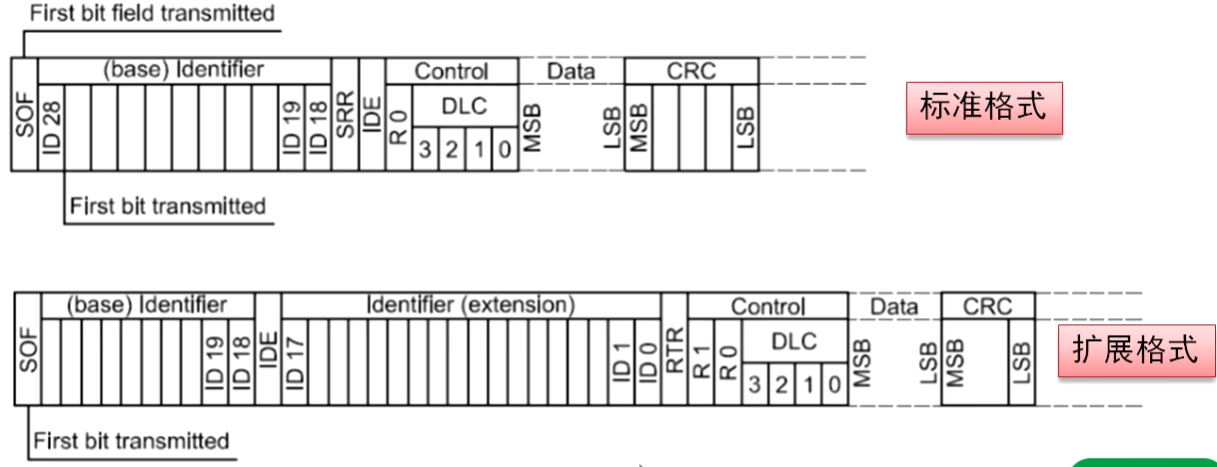 First bit field transmitted
(base) Identifier
Control
Data
CRC
SOF
ID 28
ID 19
ID 18
SRR
IDE
R 0
DLC
3 2 1 0
MSB
LSB
MSB
LSB
标准格式
First bit transmitted
(base) Identifier
Identifier (extension)
Control
Data
CRC
SOF
ID 19
ID 18
IDE
ID 17
ID 1
ID 0
RTR
R 1
R 0
DLC
3 2 1 0
MSB
LSB
MSB
LSB
扩展格式
First bit transmitted